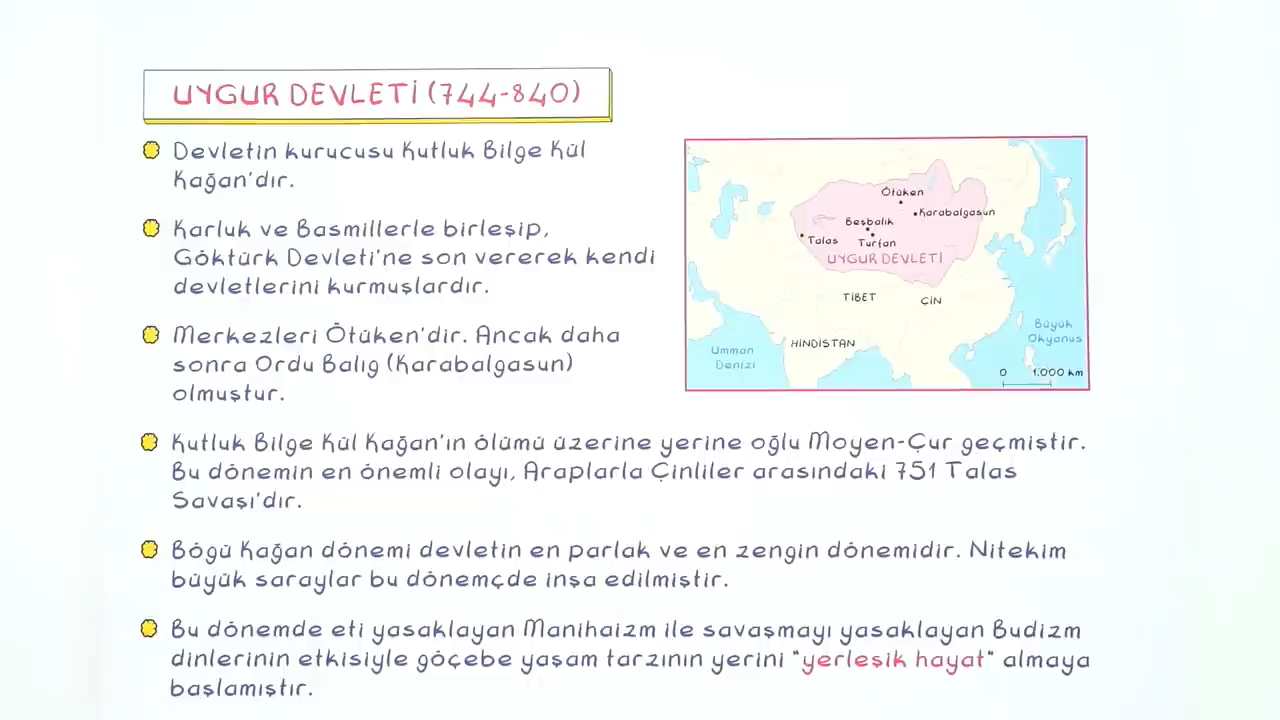 UYGUR DEVLETİ (744-840)
Devletin kurucusu Kutluk Bilge Kül
Kağan'dır.
Karluk ve Basmillerle birleşip,
Göktürk Devleti'ne son vererek kendi
devletlerini kurmuşlardır.
Merkezleri Ötüken'dir. Ancak daha
sonra Ordu Balıg (Karabalgasun)
olmuştur.
Ötüken
Karabalgasun
Beşbalık
Talas
Turfan
UYGUR DEVLETİ
TİBET
ÇİN
HİNDİSTAN
Umman
Denizi
Büyük
Okyanus
0 1.000 km
Kutluk Bilge Kül Kağan'ın ölümü üzerine yerine oğlu Moyen-Çur geçmiştir.
Bu dönemin en önemli olayı, Araplarla Çinliler arasındaki 751 Talas
Savaşı'dır.
Bögü Kağan dönemi devletin en parlak ve en zengin dönemidir. Nitekim
büyük saraylar bu dönemçde inşa edilmiştir.
Bu dönemde eti yasaklayan Manihaizm ile savaşmayı yasaklayan Budizm
dinlerinin etkisiyle göçebe yaşam tarzının yerini "yerleşik hayat" almaya
başlamıştır.